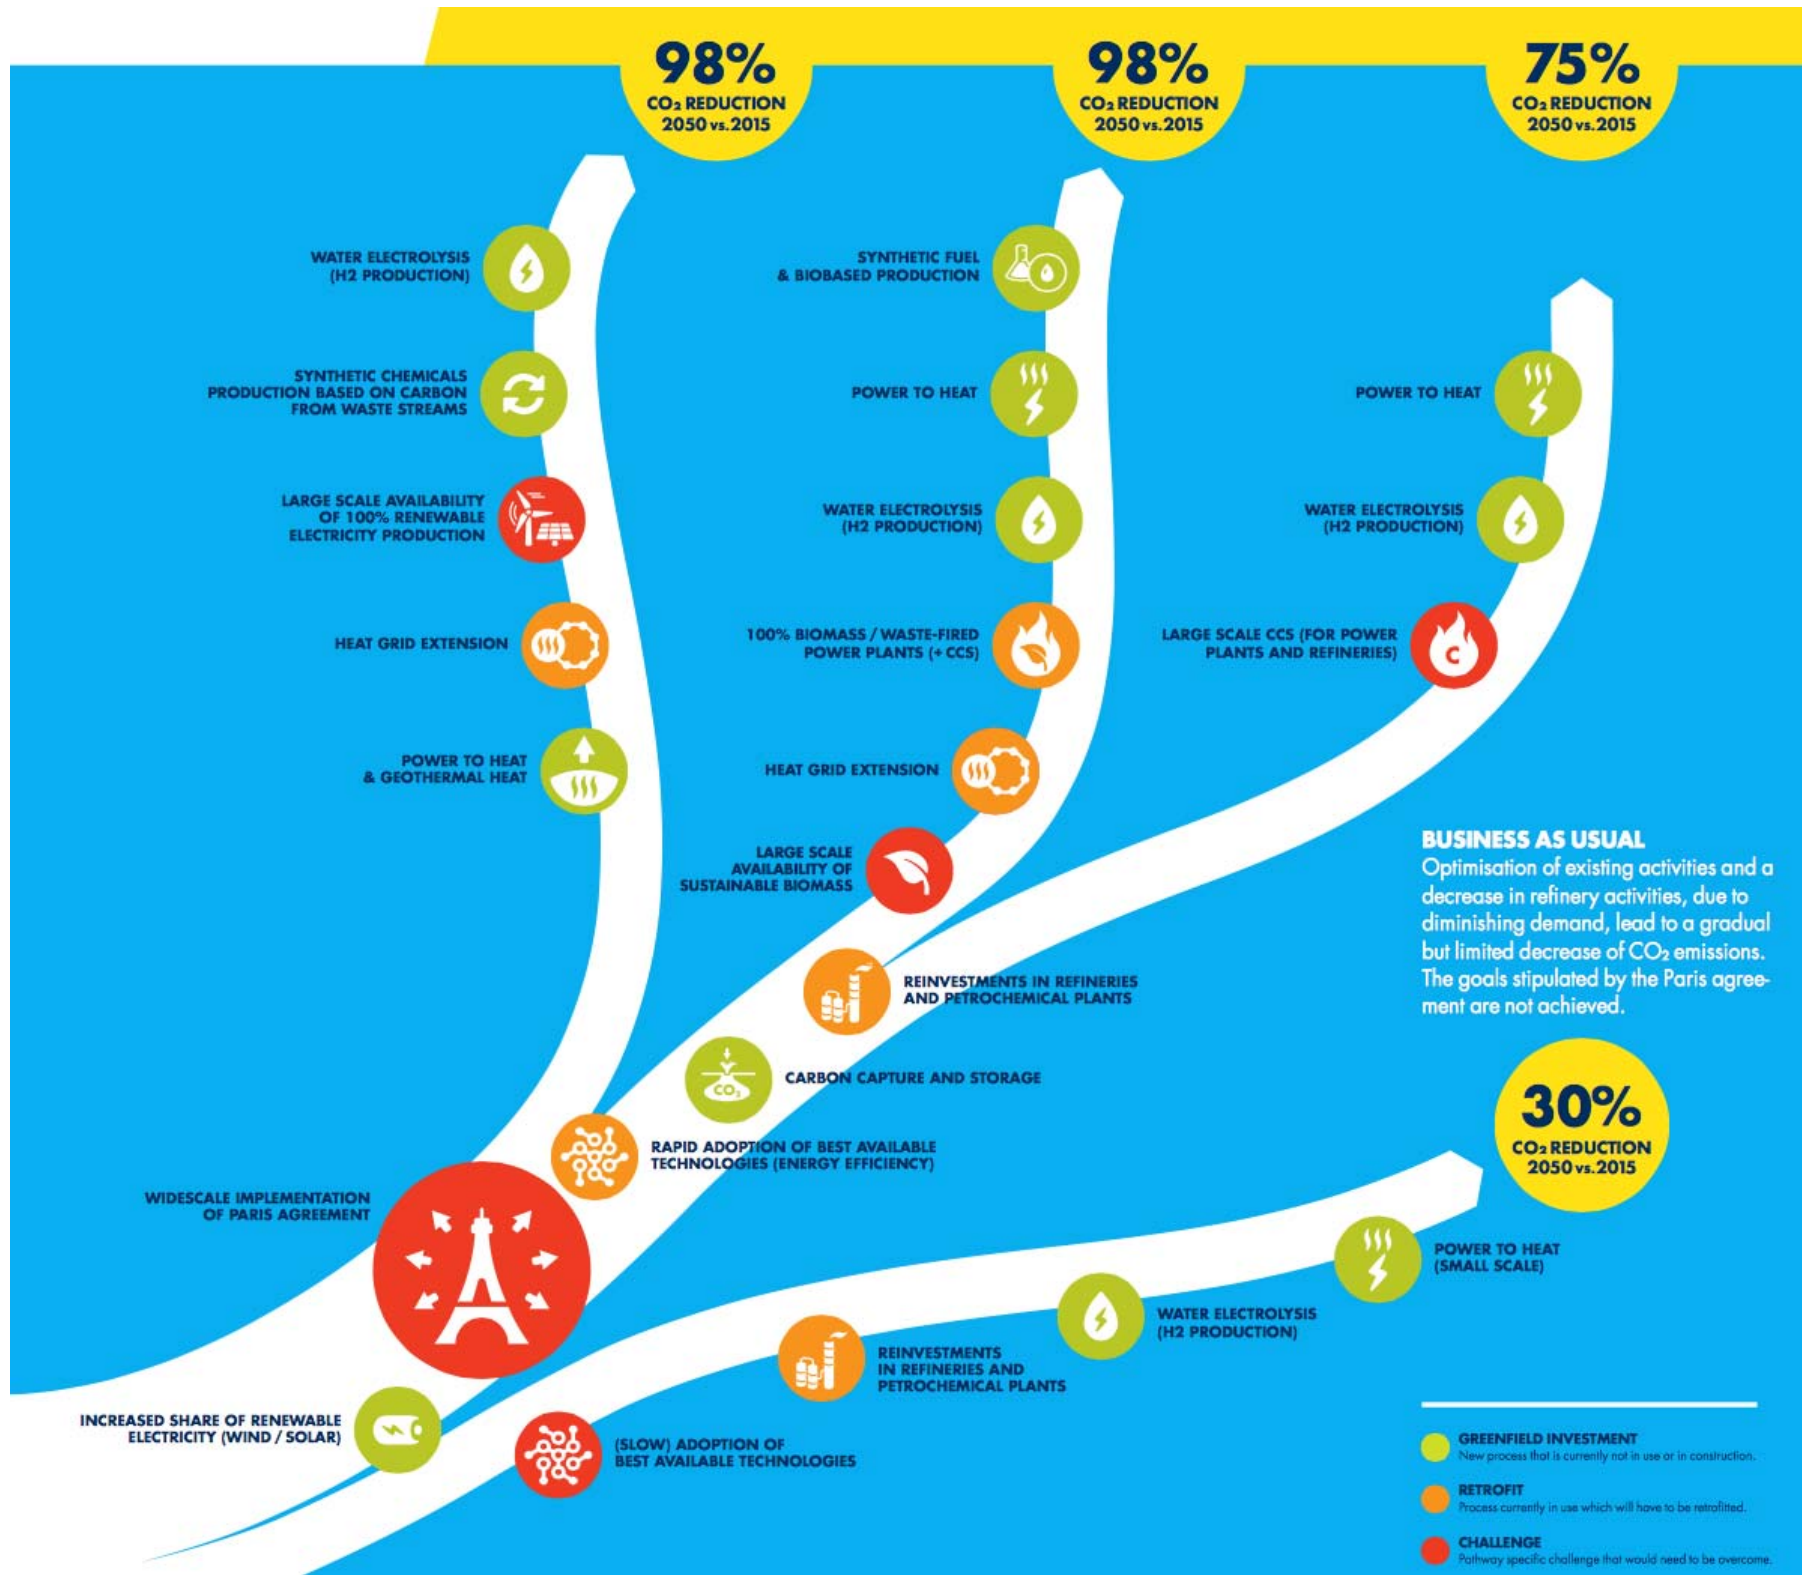 98%
CO₂ REDUCTION
2050 vs. 2015
98%
CO₂ REDUCTION
2050 vs. 2015
75%
CO₂ REDUCTION
2050 vs. 2015
WATER ELECTROLYSIS
(H2 PRODUCTION)
SYNTHETIC CHEMICALS
PRODUCTION BASED ON CARBON
FROM WASTE STREAMS
LARGE SCALE AVAILABILITY
OF 100% RENEWABLE
ELECTRICITY PRODUCTION
HEAT GRID EXTENSION
POWER TO HEAT
& GEOTHERMAL HEAT
SYNTHETIC FUEL
& BIOBASED PRODUCTION
POWER TO HEAT
WATER ELECTROLYSIS
(H2 PRODUCTION)
100% BIOMASS / WASTE-FIRED
POWER PLANTS (+ CCS)
HEAT GRID EXTENSION
LARGE SCALE
AVAILABILITY OF
SUSTAINABLE BIOMASS
POWER TO HEAT
WATER ELECTROLYSIS
(H2 PRODUCTION)
LARGE SCALE CCS (FOR POWER
PLANTS AND REFINERIES)
C
REINVESTMENTS IN REFINERIES
AND PETROCHEMICAL PLANTS
CO₂
CARBON CAPTURE AND STORAGE
RAPID ADOPTION OF BEST AVAILABLE
TECHNOLOGIES (ENERGY EFFICIENCY)
WIDESCALE IMPLEMENTATION
OF PARIS AGREEMENT
INCREASED SHARE OF RENEWABLE
ELECTRICITY (WIND / SOLAR)
BUSINESS AS USUAL
Optimisation of existing activities and a
decrease in refinery activities, due to
diminishing demand, lead to a gradual
but limited decrease of CO₂ emissions.
The goals stipulated by the Paris agree-
ment are not achieved.
30%
CO₂ REDUCTION
2050 vs. 2015
POWER TO HEAT
(SMALL SCALE)
WATER ELECTROLYSIS
(H2 PRODUCTION)
REINVESTMENTS
IN REFINERIES AND
PETROCHEMICAL PLANTS
(SLOW) ADOPTION OF
BEST AVAILABLE TECHNOLOGIES
GREENFIELD INVESTMENT
New process that is currently not in use or in construction.
RETROFIT
Process currently in use which will have to be retrofitted.
CHALLENGE
Pathway specific challenge that would need to be overcome.